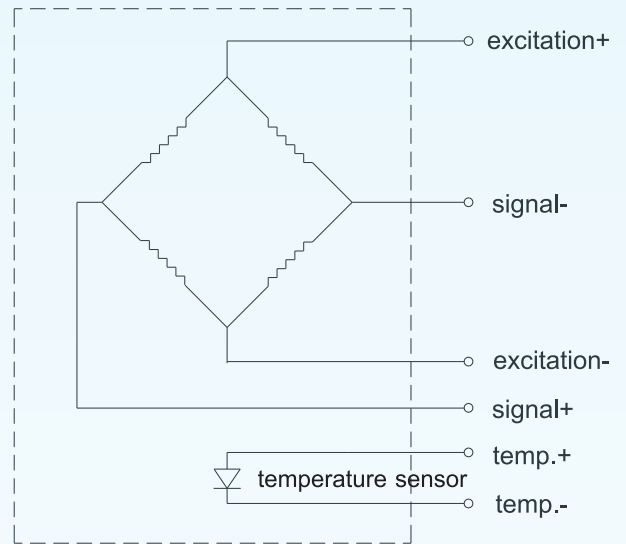 excitation+
signal-
excitation-
signal+
temp.+
temperature sensor
temp.-